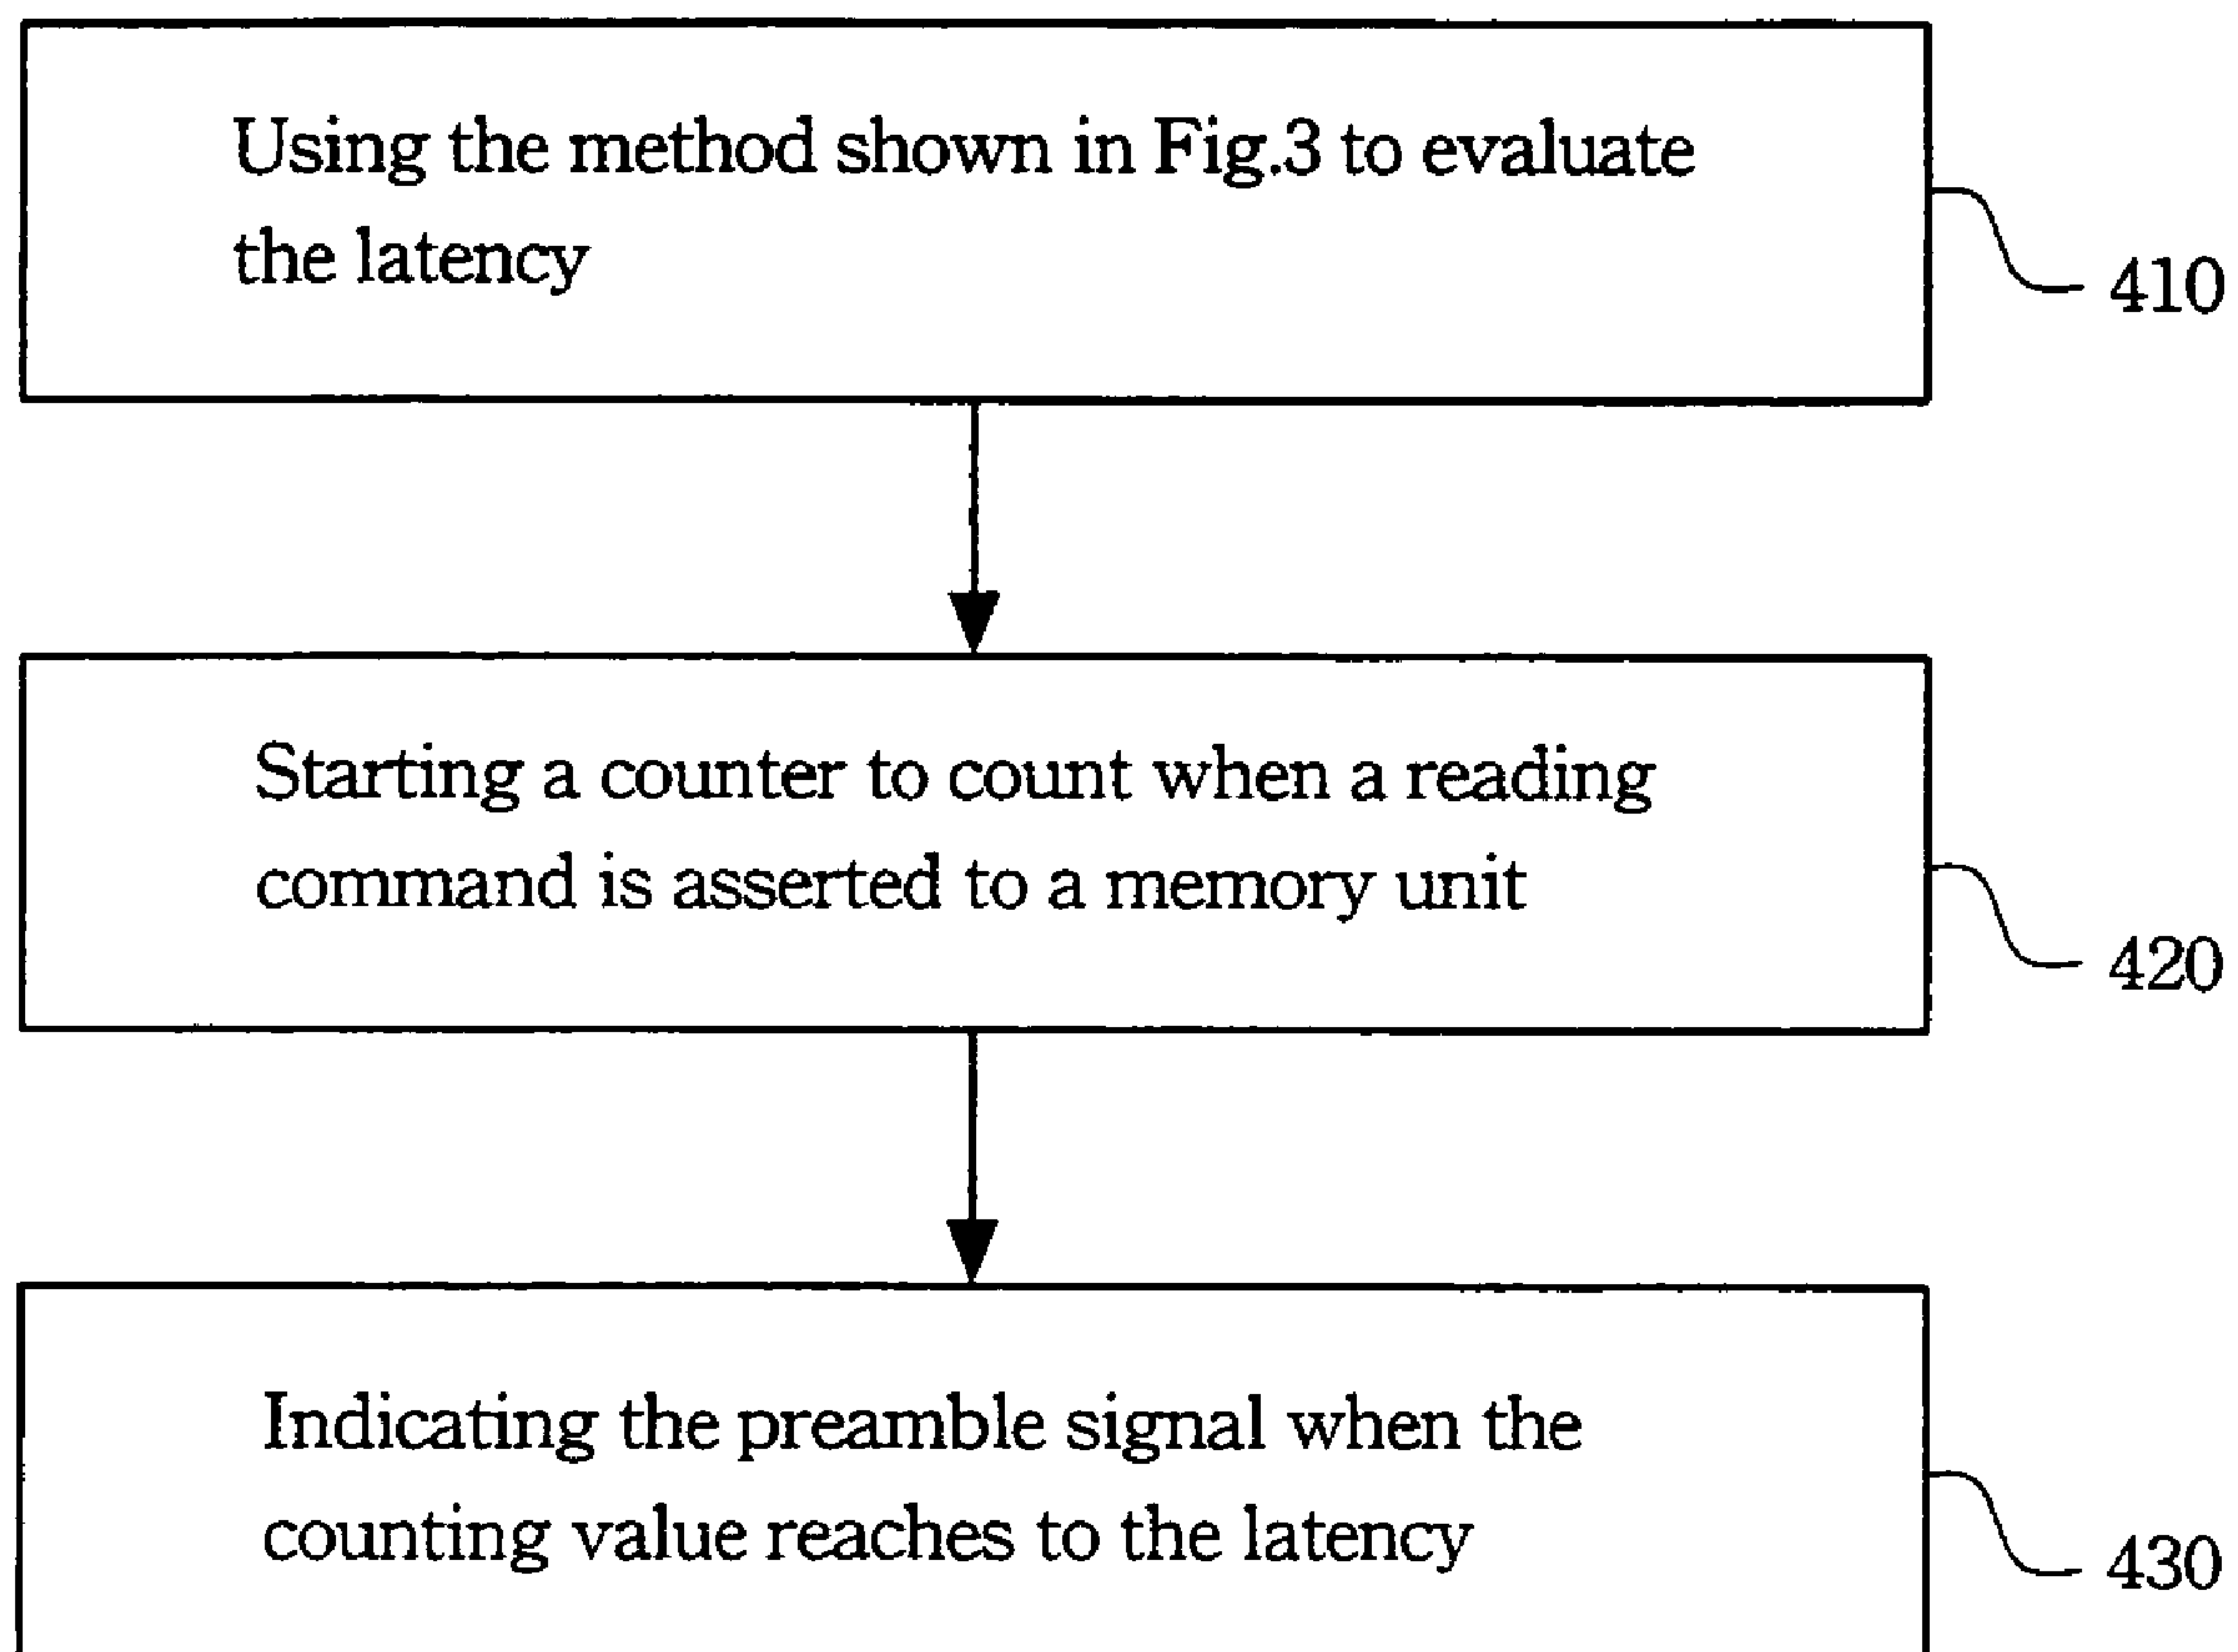 Using the method shown in Fig.3 to evaluate
the latency
410
Starting a counter to count when a reading
command is asserted to a memory unit
420
Indicating the preamble signal when the
counting value reaches to the latency
430